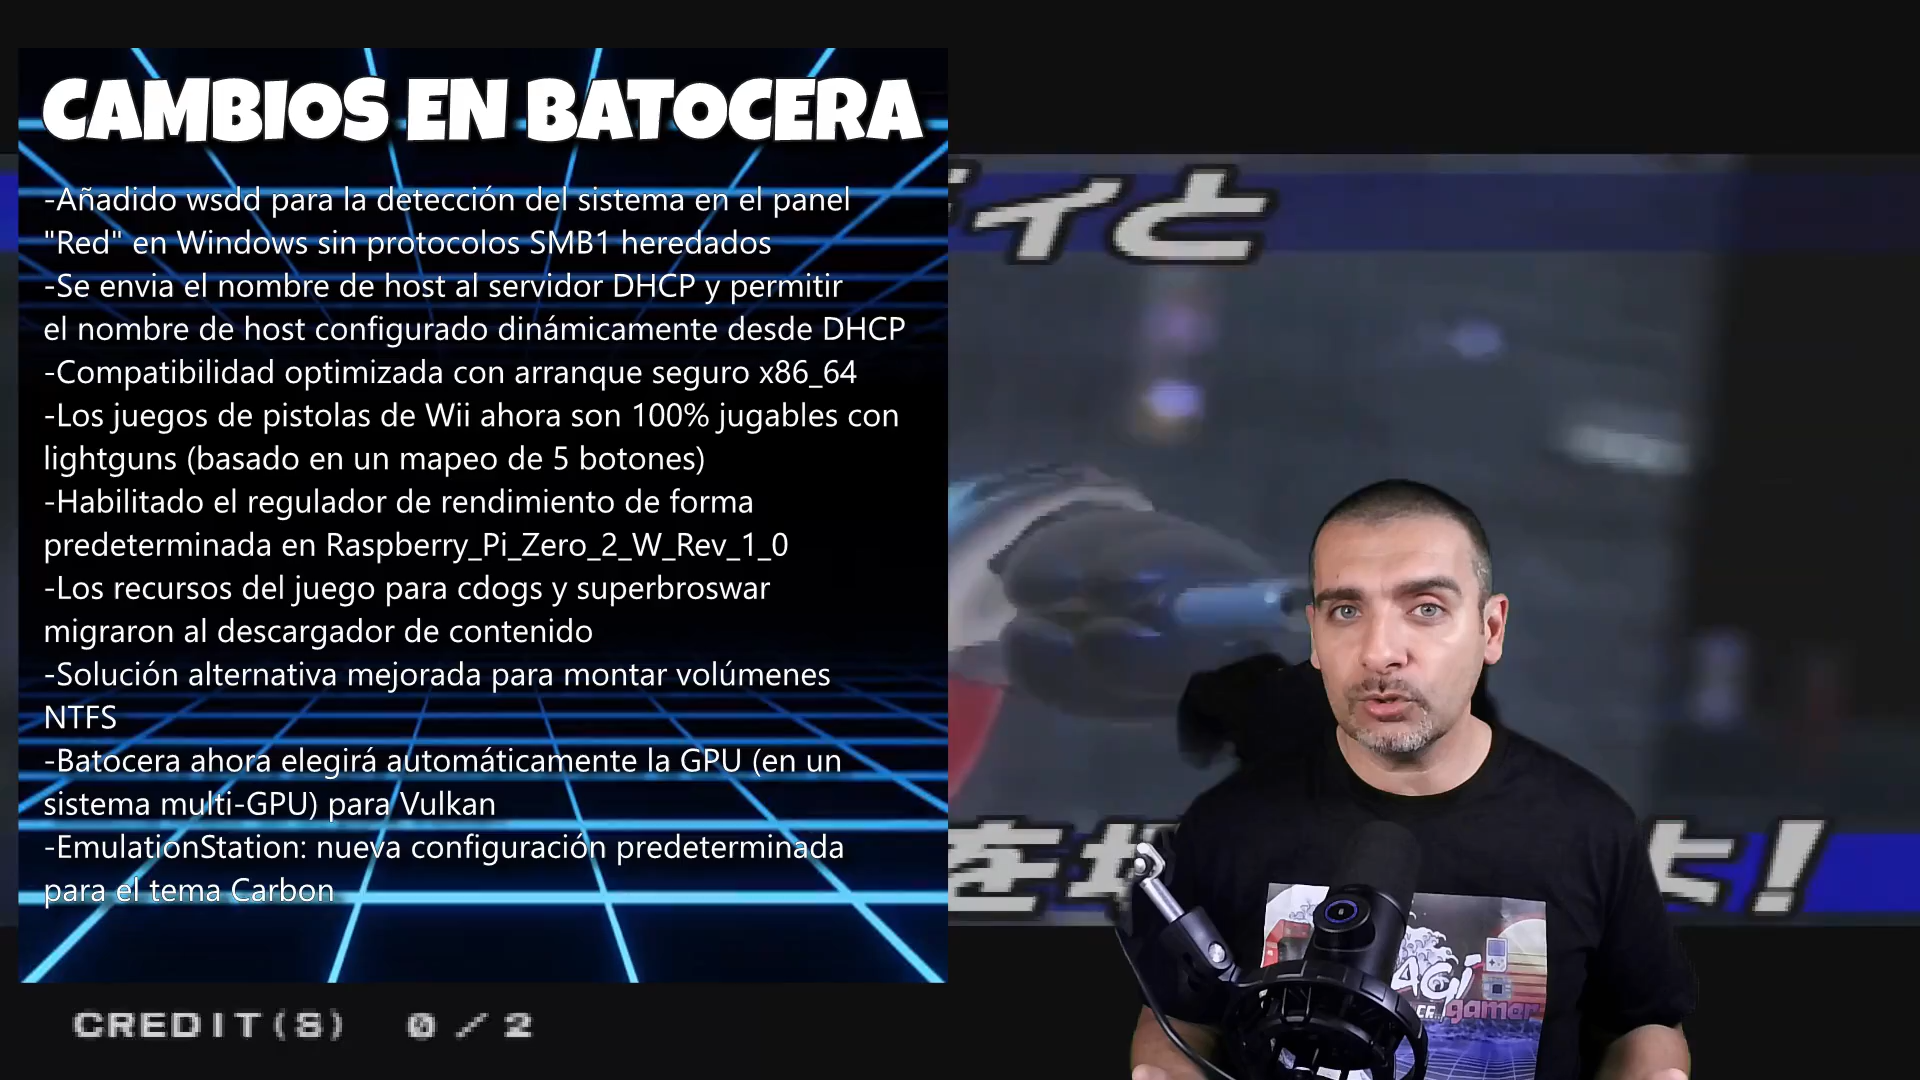 CAMBIOS EN BATOCERA
-Añadido wsdd para la detección del sistema en el panel
"Red" en Windows sin protocolos SMB1 heredados
-Se envia el nombre de host al servidor DHCP y permitir
el nombre de host configurado dinámicamente desde DHCP
-Compatibilidad optimizada con arranque seguro x86_64
-Los juegos de pistolas de Wii ahora son 100% jugables con
lightguns (basado en un mapeo de 5 botones)
-Habilitado el regulador de rendimiento de forma
predeterminada en Raspberry_Pi_Zero_2_W_Rev_1_0
-Los recursos del juego para cdogs y superbroswar
migraron al descargador de contenido
-Solución alternativa mejorada para montar volúmenes
NTFS
-Batocera ahora elegirá automáticamente la GPU (en un
sistema multi-GPU) para Vulkan
-EmulationStation: nueva configuración predeterminada
para el tema Carbon
ィと
を
よ!
gamer
CREDIT(S) 0 / 2